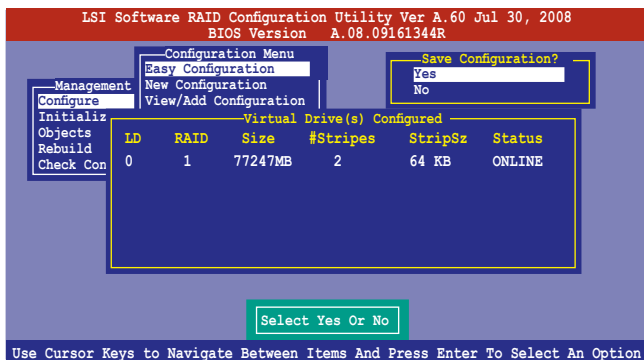 LSI Software RAID Configuration Utility Ver A.60 Jul 30, 2008
BIOS Version A.08.09161344R
Configuration Menu
Easy Configuration
New Configuration
View/Add Configuration
Save Configuration?
Yes
No
Management
Configure
Initializ
Objects
Rebuild
Check Con
Virtual Drive(s) Configured
LD RAID Size #Stripes StripSz Status
0 1 77247MB 2 64 KB ONLINE
Select Yes Or No
Use Cursor Keys to Navigate Between Items And Press Enter To Select An Option